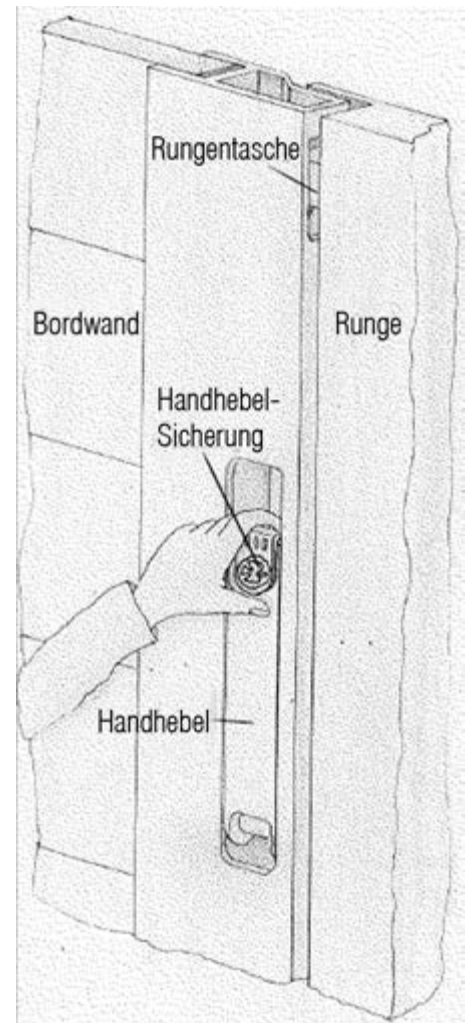 Rungentasche
Bordwand
Runge
Handhebel-
Sicherung
Handhebel